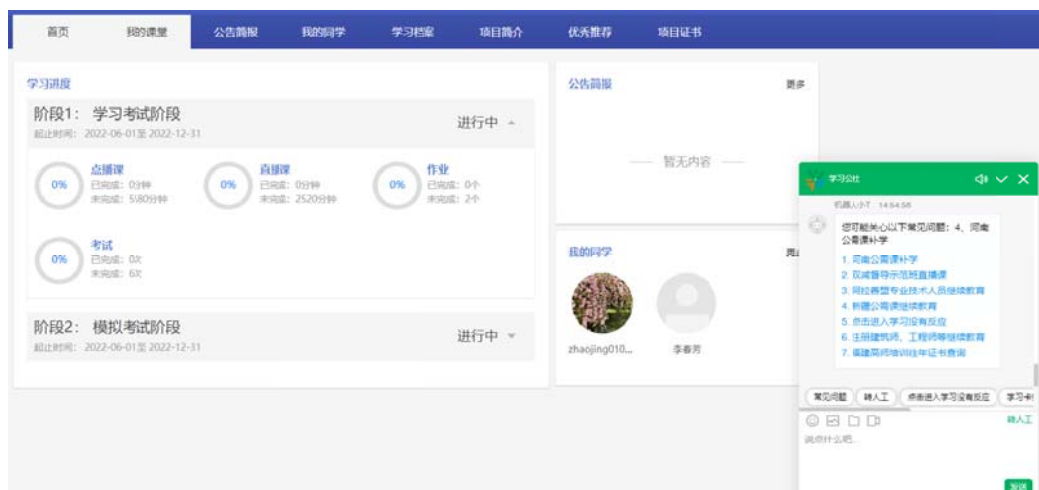 首页 我的课堂 公告简报 我的同学 学习档案 项目简介 优秀推荐 项目证书
学习进度
阶段1： 学习考试阶段
起止时间： 2022-06-01至 2022-12-31
进行中
0%
点播课
已完成：0分钟
未完成：5180分钟
0%
直播课
已完成：0分钟
未完成：2520分钟
0%
作业
已完成：0个
未完成：2个
0%
考试
已完成：0次
未完成：6次
阶段2： 模拟考试阶段
起止时间： 2022-06-01至 2022-12-31
进行中
公告简报 更多
暂无内容
我的同学
zhaojing010... 李春芳
学习公社
机器人小T 14:54:56
您可能关心以下常见问题：4、河南
公需课补学
1. 河南公需课补学
2. 双减督导示范班直播课
3. 阿拉善盟专业技术人员继续教育
4. 新疆公需课继续教育
5. 点击进入学习没有反应
6. 注册建筑师、工程师等继续教育
7. 福建高师培训往年证书查询
常见问题 转人工 点击进入学习没有反应 学习卡
转人工
说点什么吧...
发送